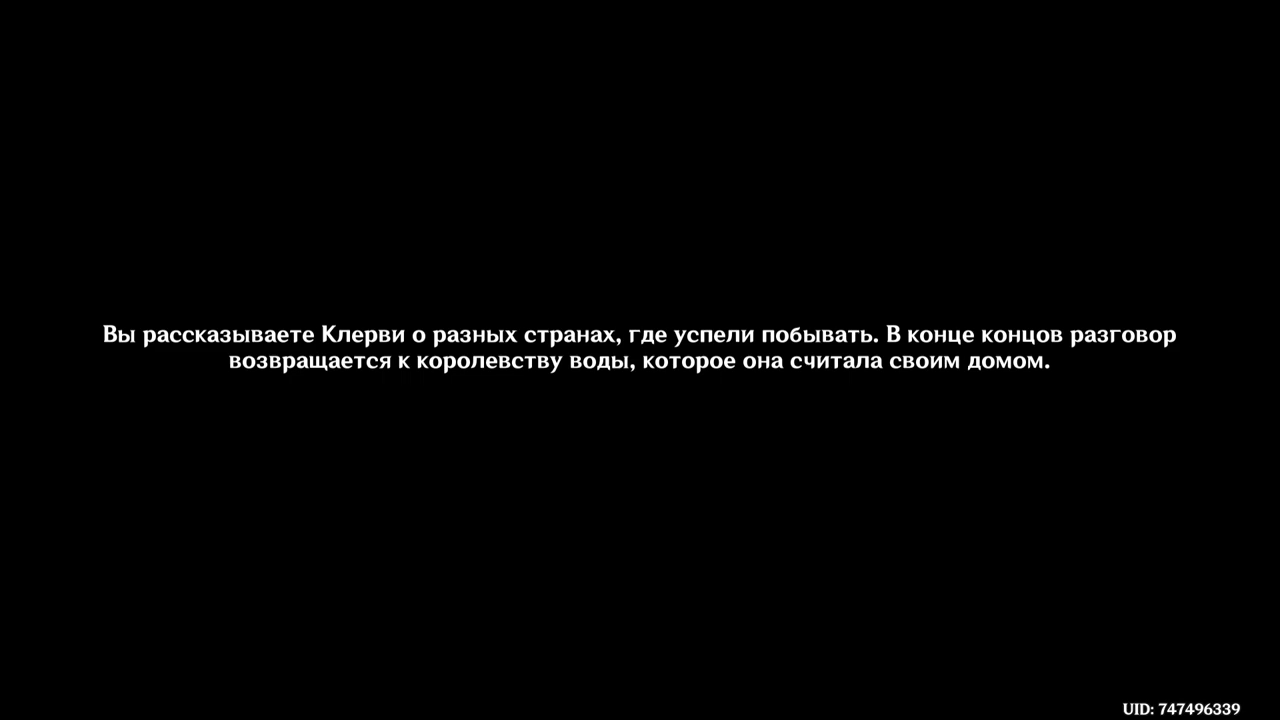 Вы рассказываете Клерви о разных странах, где успели побывать. В конце концов разговор
возвращается к королевству воды, которое она считала своим домом.
UID: 747496339